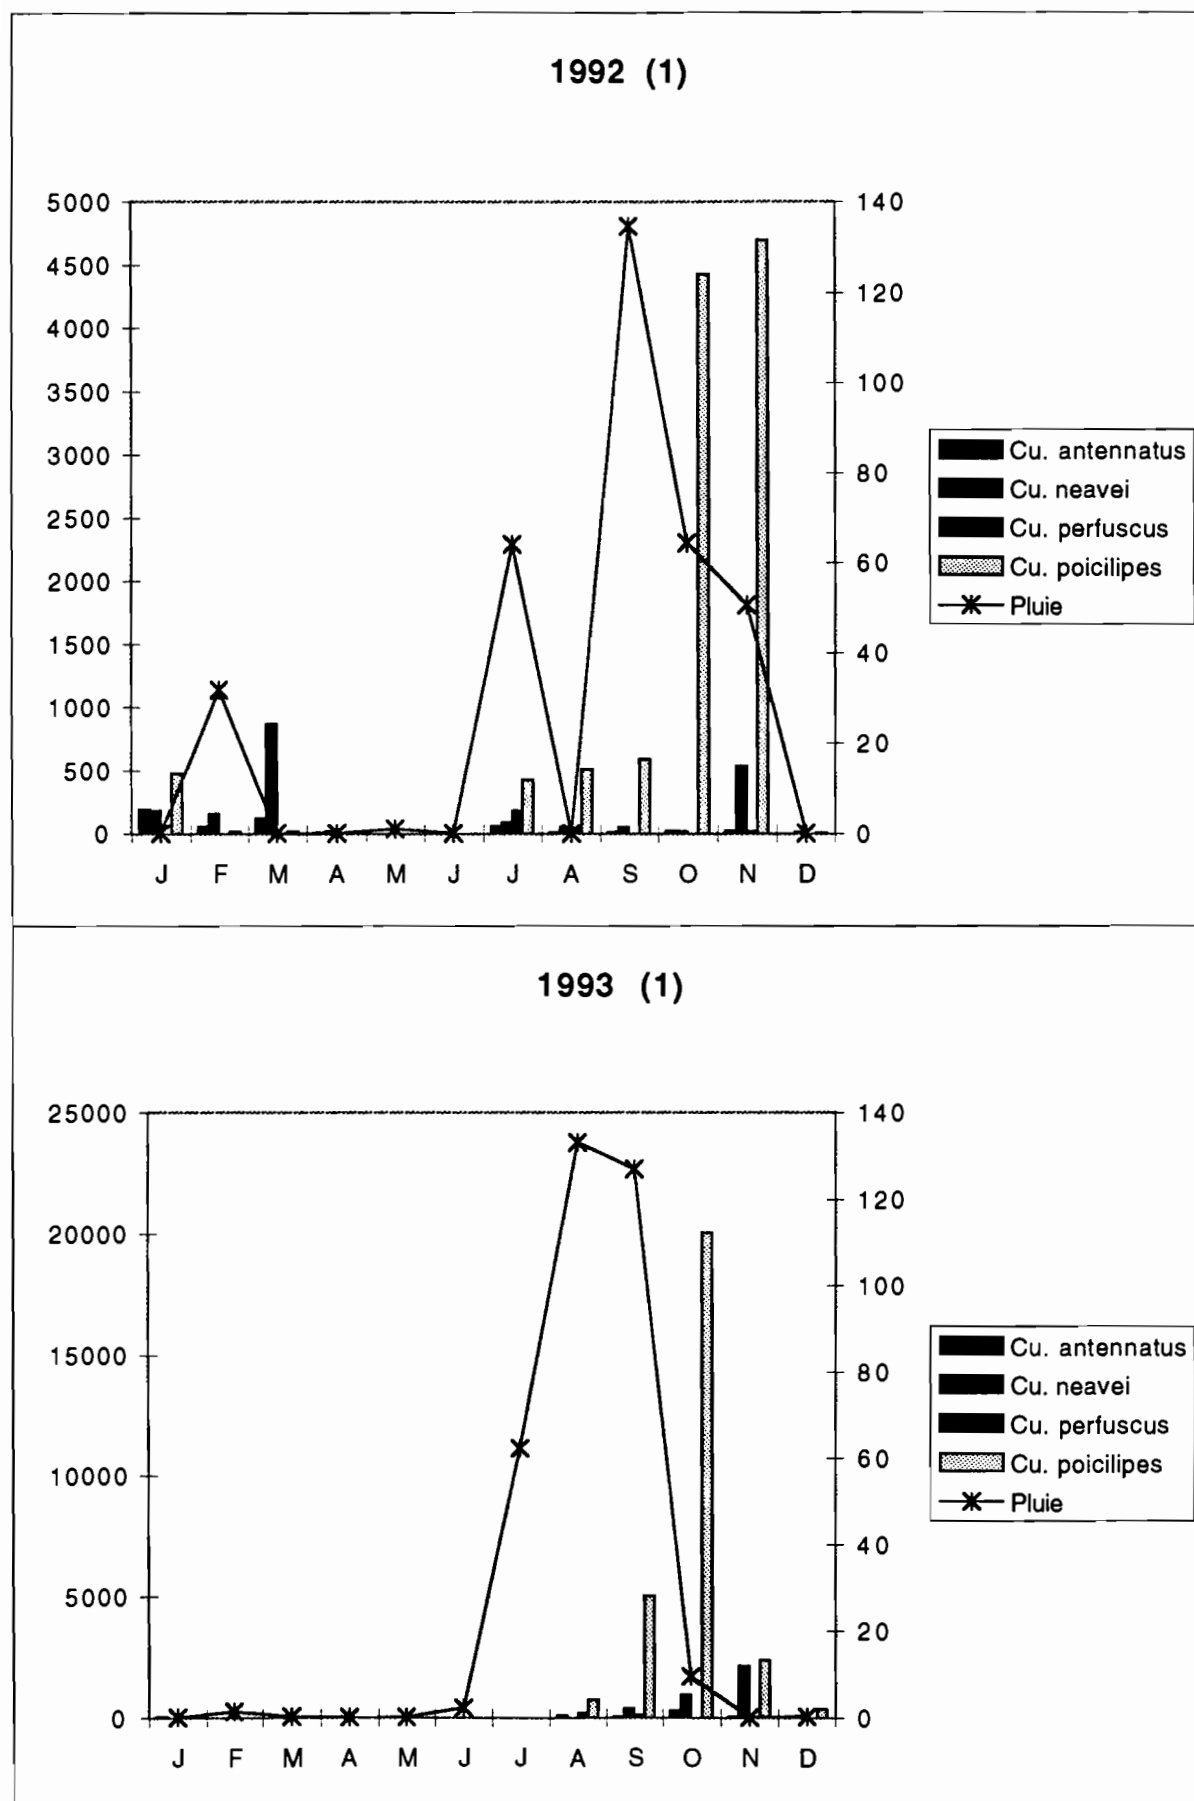 1992 (1)
5000
4500
4000
3500
3000
2500
2000
1500
1000
500
0
140
120
100
80
60
40
20
0
J F M A M J J A S O N D
Cu. antennatus
Cu. neavei
Cu. perfuscus
Cu. poicilipes
Pluie
1993 (1)
25000
20000
15000
10000
5000
0
140
120
100
80
60
40
20
0
J F M A M J J A S O N D
Cu. antennatus
Cu. neavei
Cu. perfuscus
Cu. poicilipes
Pluie